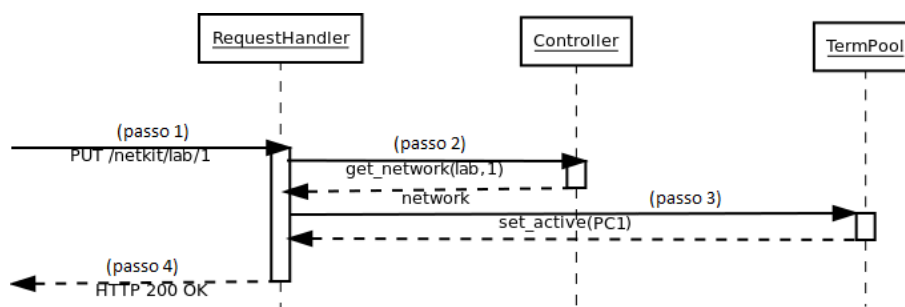 RequestHandler
Controller
TermPool
(passo 1)
PUT /netkit/lab/1
(passo 2)
get_network(lab,1)
network
(passo 3)
set_active(PC1)
(passo 4)
HTTP 200 OK